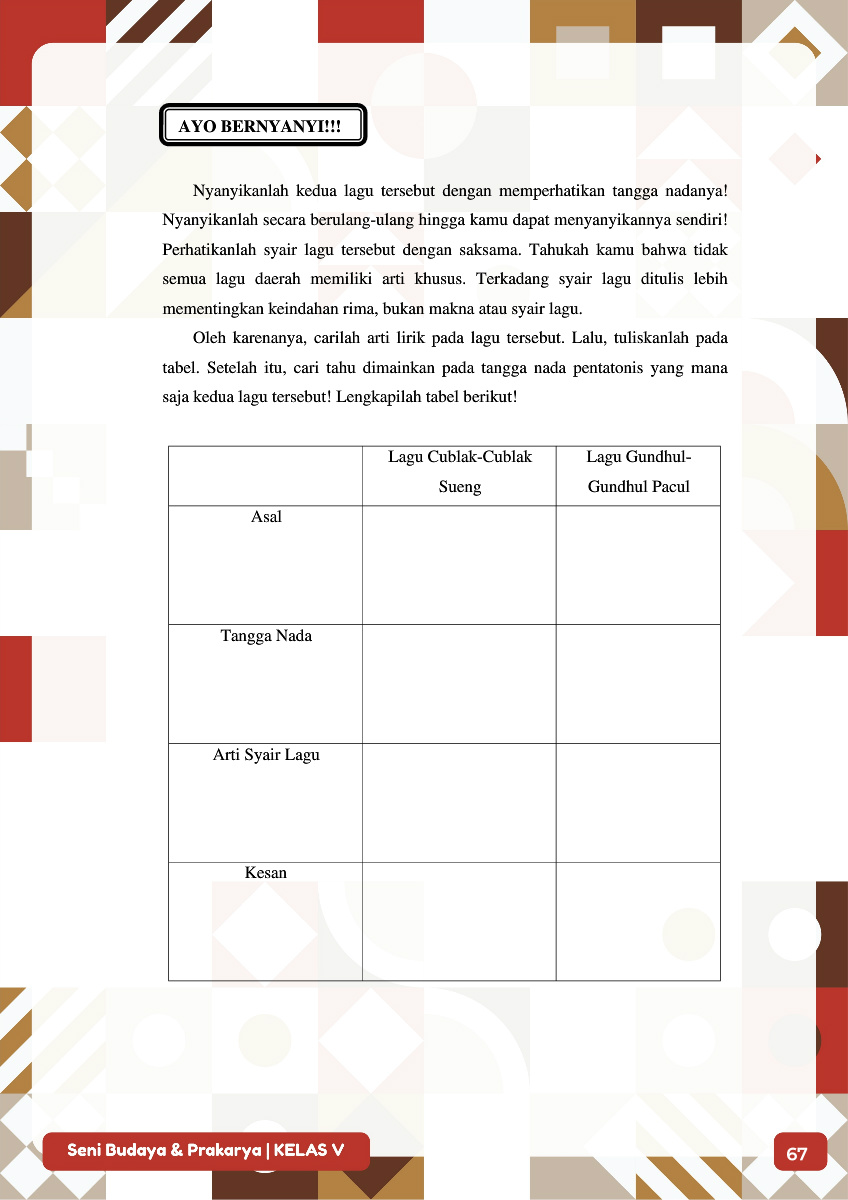 AYO BERNYANYI!!!
Nyanyikanlah kedua lagu tersebut dengan memperhatikan tangga nadanya!
Nyanyikanlah secara berulang-ulang hingga kamu dapat menyanyikannya sendiri!
Perhatikanlah syair lagu tersebut dengan saksama. Tahukah kamu bahwa tidak
semua lagu daerah memiliki arti khusus. Terkadang syair lagu ditulis lebih
mementingkan keindahan rima, bukan makna atau syair lagu.
Oleh karenanya, carilah arti lirik pada lagu tersebut. Lalu, tuliskanlah pada
tabel. Setelah itu, cari tahu dimainkan pada tangga nada pentatonis yang mana
saja kedua lagu tersebut! Lengkapilah tabel berikut!
Lagu Cublak-Cublak
Sueng
Lagu Gundhul-
Gundhul Pacul
Asal
Tangga Nada
Arti Syair Lagu
Kesan
Seni Budaya & Prakarya | KELAS V
67